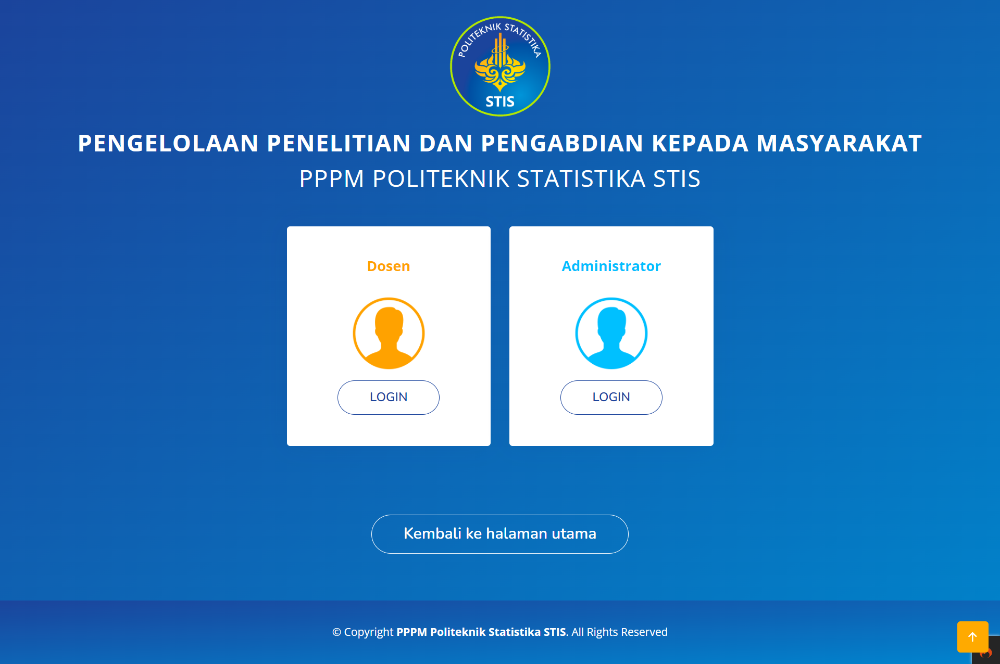 POLITEKNIK STATISTIKA
STIS
PENGELOLAAN PENELITIAN DAN PENGABDIAN KEPADA MASYARAKAT
PPPM POLITEKNIK STATISTIKA STIS
Dosen
LOGIN
Administrator
LOGIN
Kembali ke halaman utama
© Copyright PPPM Politeknik Statistika STIS. All Rights Reserved